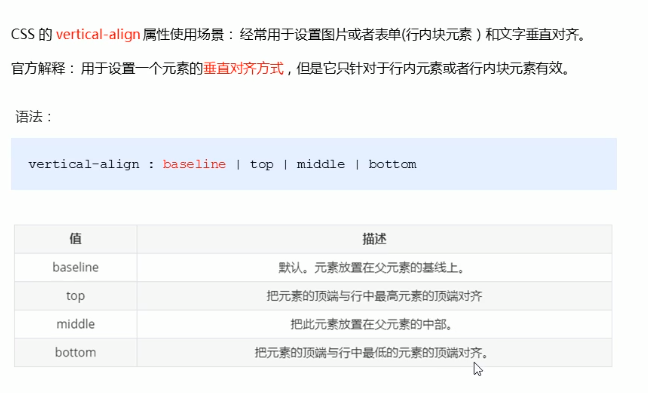 CSS 的 vertical-align 属性使用场景： 经常用于设置图片或者表单(行内块元素 ) 和文字垂直对齐。
官方解释： 用于设置一个元素的垂直对齐方式，但是它只针对于行内元素或者行内块元素有效。
语法：
vertical-align : baseline | top | middle | bottom
值 描述
baseline 默认。元素放置在父元素的基线上。
top 把元素的顶端与行中最高元素的顶端对齐
middle 把此元素放置在父元素的中部。
bottom 把元素的顶端与行中最低的元素的顶端对齐。